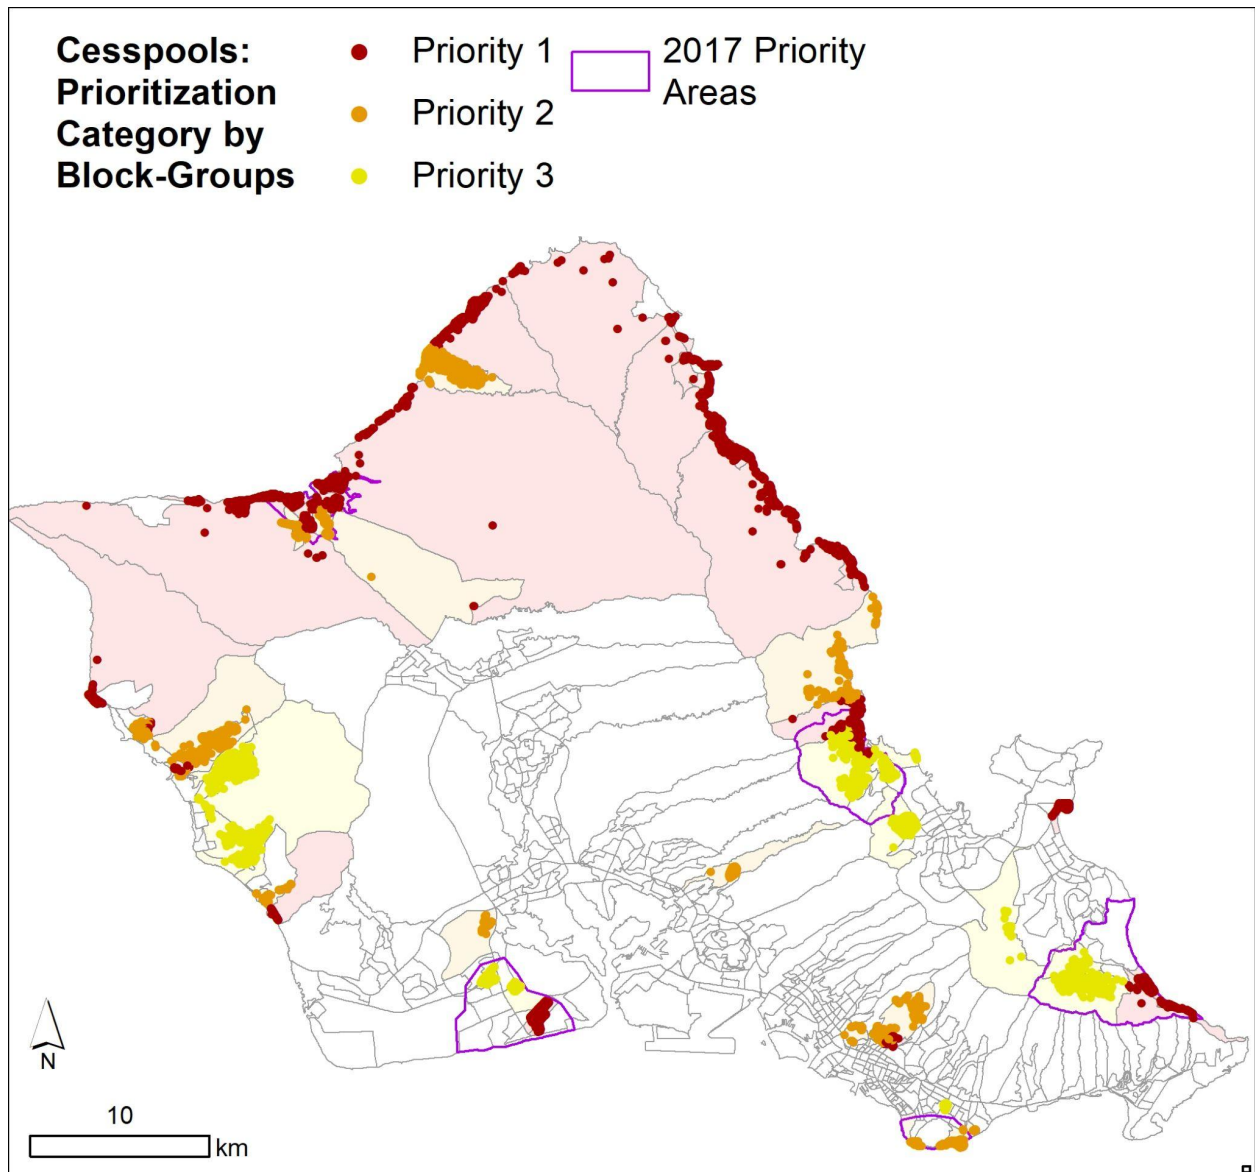 Cesspools:
Prioritization
Category by
Block-Groups
Priority 1
Priority 2
Priority 3
2017 Priority
Areas
N
10
km